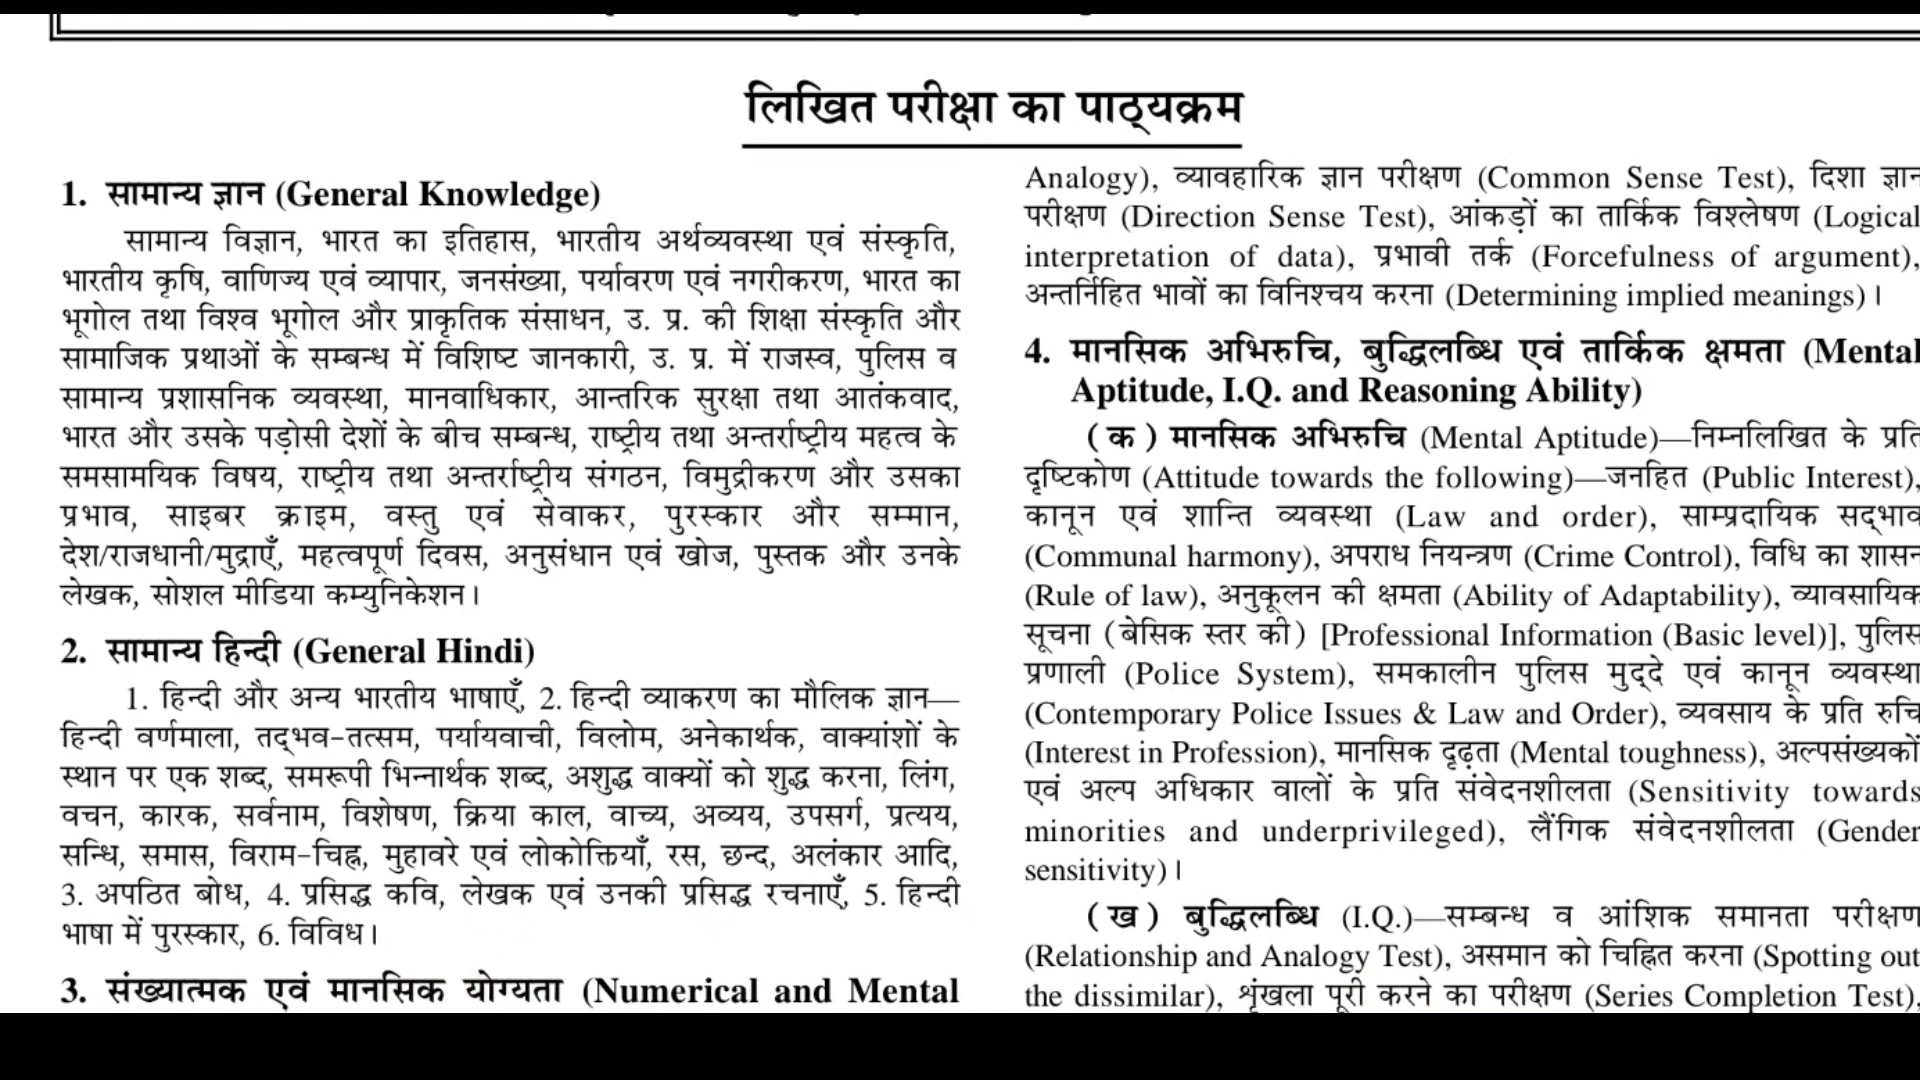 लिखित परीक्षा का पाठ्यक्रम
1. सामान्य ज्ञान (General Knowledge)
सामान्य विज्ञान, भारत का इतिहास, भारतीय अर्थव्यवस्था एवं संस्कृति,
भारतीय कृषि, वाणिज्य एवं व्यापार, जनसंख्या, पर्यावरण एवं नगरीकरण, भारत का
भूगोल तथा विश्व भूगोल और प्राकृतिक संसाधन, उ. प्र. की शिक्षा संस्कृति और
सामाजिक प्रथाओं के सम्बन्ध में विशिष्ट जानकारी, उ. प्र. में राजस्व, पुलिस व
सामान्य प्रशासनिक व्यवस्था, मानवाधिकार, आन्तरिक सुरक्षा तथा आतंकवाद,
भारत और उसके पड़ोसी देशों के बीच सम्बन्ध, राष्ट्रीय तथा अन्तर्राष्ट्रीय महत्व के
समसामयिक विषय, राष्ट्रीय तथा अन्तर्राष्ट्रीय संगठन, विमुद्रीकरण और उसका
प्रभाव, साइबर क्राइम, वस्तु एवं सेवाकर, पुरस्कार और सम्मान,
देश/राजधानी/मुद्राएँ, महत्वपूर्ण दिवस, अनुसंधान एवं खोज, पुस्तक और उनके
लेखक, सोशल मीडिया कम्युनिकेशन।
2. सामान्य हिन्दी (General Hindi)
1. हिन्दी और अन्य भारतीय भाषाएँ, 2. हिन्दी व्याकरण का मौलिक ज्ञान—
हिन्दी वर्णमाला, तद्भव-तत्सम, पर्यायवाची, विलोम, अनेकार्थक, वाक्यांशों के
स्थान पर एक शब्द, समरूपी भिन्नार्थक शब्द, अशुद्ध वाक्यों को शुद्ध करना, लिंग,
वचन, कारक, सर्वनाम, विशेषण, क्रिया काल, वाच्य, अव्यय, उपसर्ग, प्रत्यय,
सन्धि, समास, विराम-चिह्न, मुहावरे एवं लोकोक्तियाँ, रस, छन्द, अलंकार आदि,
3. अपठित बोध, 4. प्रसिद्ध कवि, लेखक एवं उनकी प्रसिद्ध रचनाएँ, 5. हिन्दी
भाषा में पुरस्कार, 6. विविध।
3. संख्यात्मक एवं मानसिक योग्यता (Numerical and Mental
Analogy), व्यावहारिक ज्ञान परीक्षण (Common Sense Test), दिशा ज्ञान
परीक्षण (Direction Sense Test), आंकड़ों का तार्किक विश्लेषण (Logical
interpretation of data), प्रभावी तर्क (Forcefulness of argument),
अन्तर्निहित भावों का विनिश्चय करना (Determining implied meanings)।
4. मानसिक अभिरुचि, बुद्धिलब्धि एवं तार्किक क्षमता (Mental
Aptitude, I.Q. and Reasoning Ability)
(क) मानसिक अभिरुचि (Mental Aptitude)—निम्नलिखित के प्रति
दृष्टिकोण (Attitude towards the following)—जनहित (Public Interest),
कानून एवं शान्ति व्यवस्था (Law and order), साम्प्रदायिक सद्भाव
(Communal harmony), अपराध नियन्त्रण (Crime Control), विधि का शासन
(Rule of law), अनुकूलन की क्षमता (Ability of Adaptability), व्यावसायिक
सूचना (बेसिक स्तर की) [Professional Information (Basic level)], पुलिस
प्रणाली (Police System), समकालीन पुलिस मुद्दे एवं कानून व्यवस्था
(Contemporary Police Issues & Law and Order), व्यवसाय के प्रति रुचि
(Interest in Profession), मानसिक दृढ़ता (Mental toughness), अल्पसंख्यकों
एवं अल्प अधिकार वालों के प्रति संवेदनशीलता (Sensitivity towards
minorities and underprivileged), लैंगिक संवेदनशीलता (Gender
sensitivity)।
(ख) बुद्धिलब्धि (I.Q.)—सम्बन्ध व आंशिक समानता परीक्षण
(Relationship and Analogy Test), असमान को चिह्नित करना (Spotting out
the dissimilar), शृंखला पूरी करने का परीक्षण (Series Completion Test),